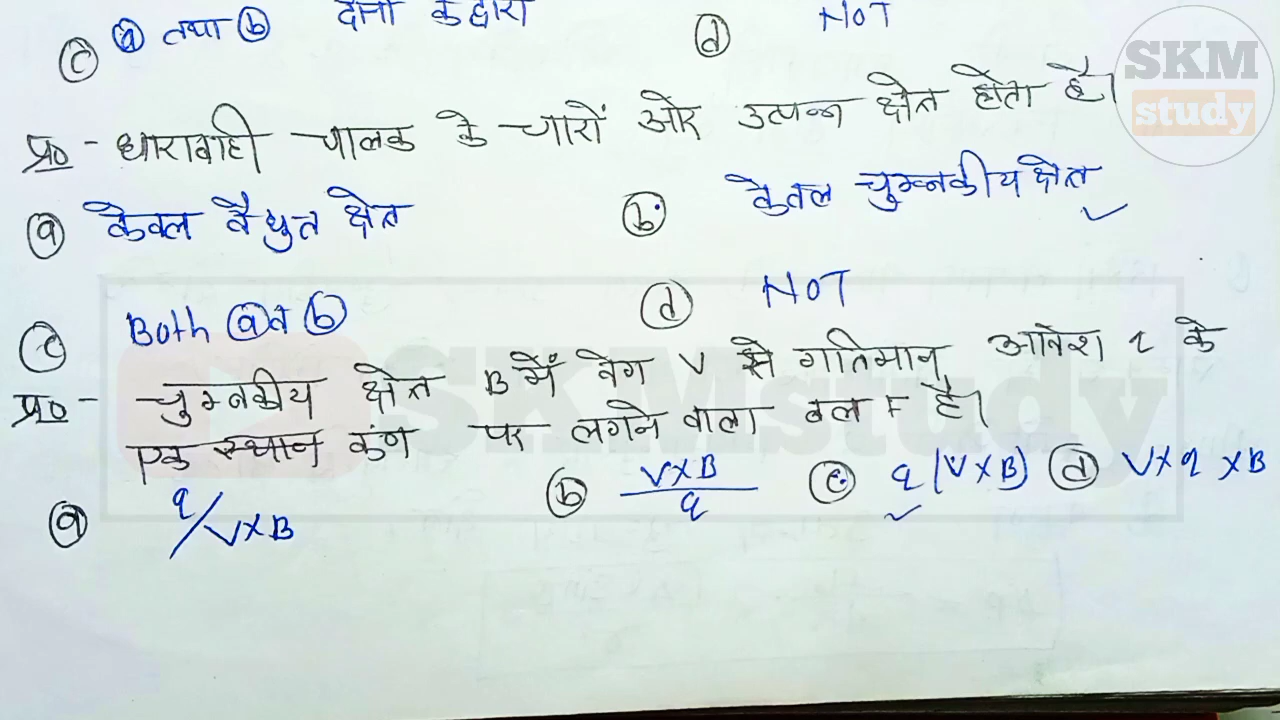 ⓐ तथा ⓑ दोनों के द्वारा
ⓒ ⓓ NOT
SKM
study
प्र०- धारावाही चालक के चारों ओर उत्पन्न क्षेत्र होता है।
ⓐ केवल वैधुत क्षेत्र ⓑ केवल चुम्बकीय क्षेत्र ✓
ⓒ Both ⓐ व ⓑ ⓓ NOT
प्र०- चुम्बकीय क्षेत्र B में वेग V से गतिमान आवेश q के
एक स्थान कंण पर लगने वाला बल F है।
ⓐ q/V×B ⓑ V×B/q ⓒ q(V×B) ✓ ⓓ V×q×B
SKMstudy